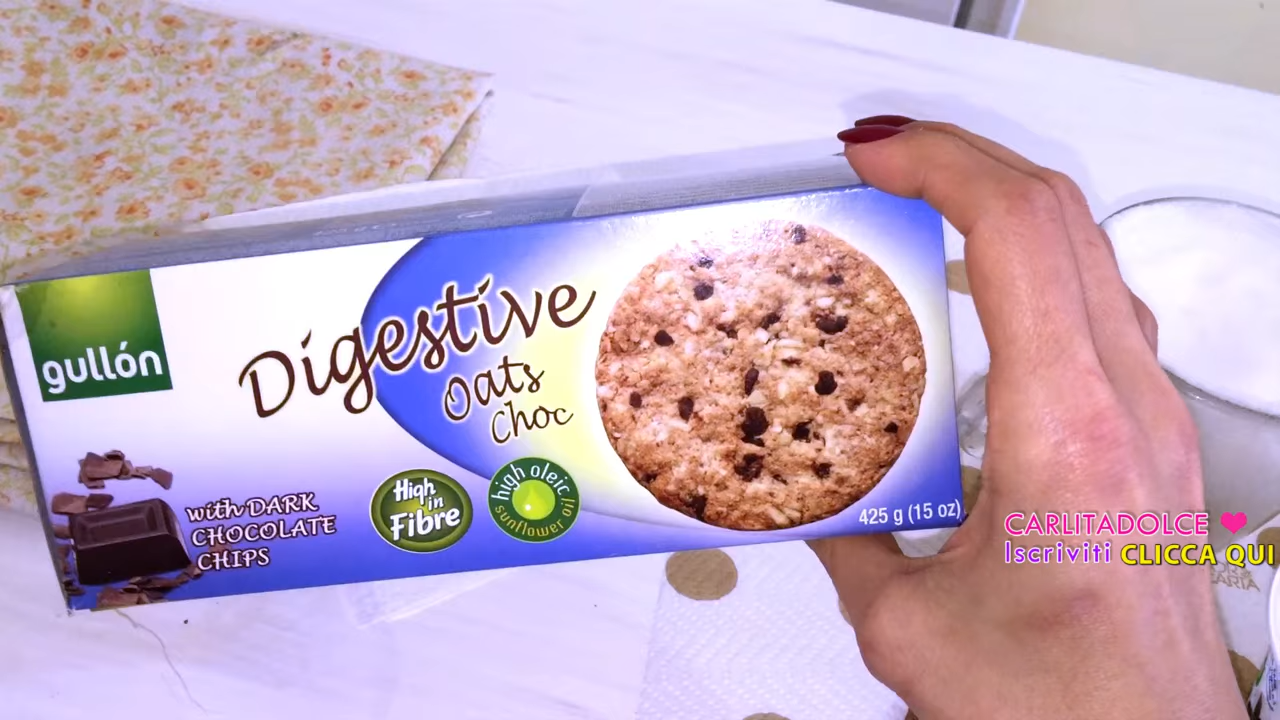 gullón
Digestive
Oats
Choc
with DARK
CHOCOLATE
CHIPS
High
in
Fibre
high oleic
sunflower oil
425 g (15 oz)
CARLITADOLCE ❤
Iscriviti CLICCA QUI